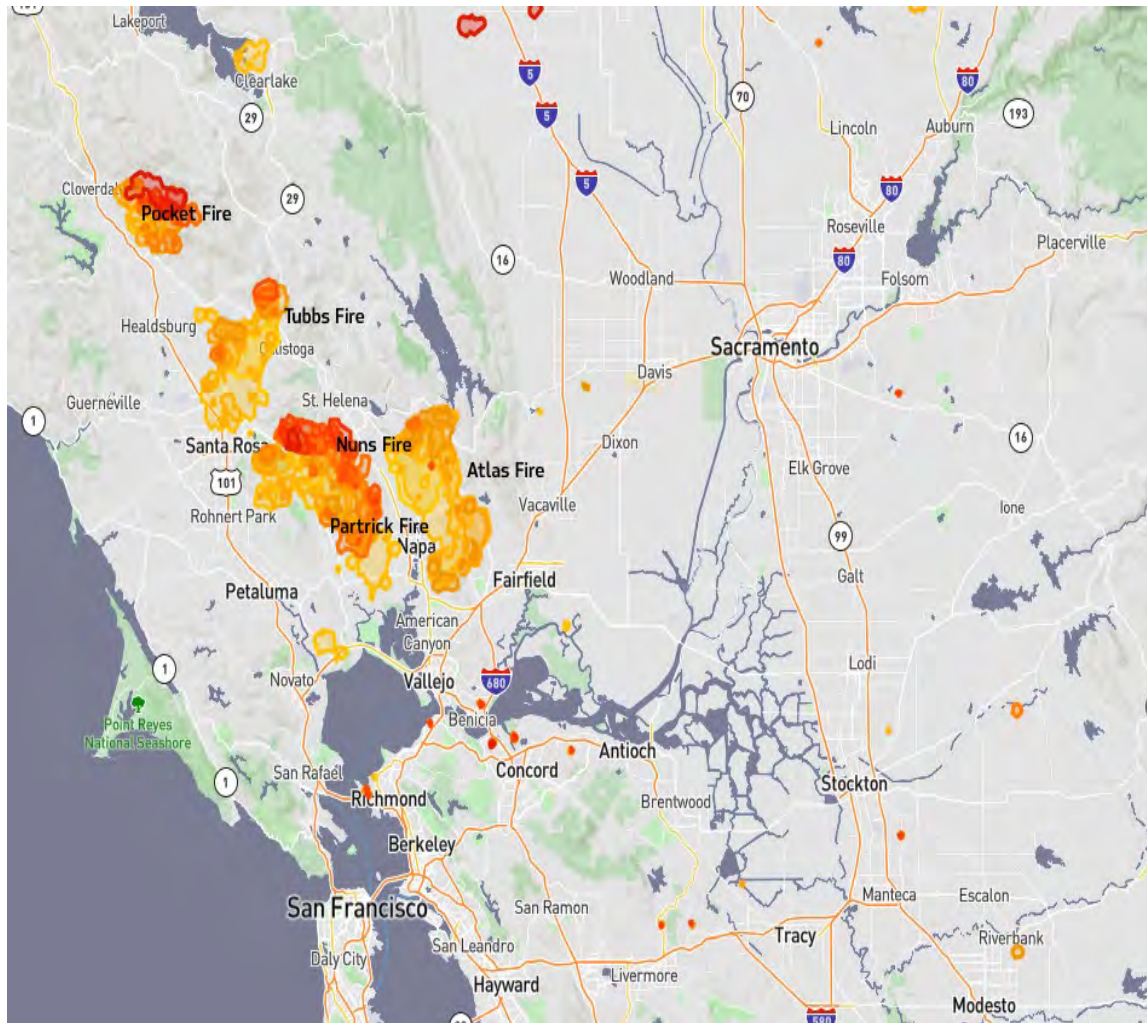 101
Lakeport
5
Clearlake
80
70
5
29
Lincoln
Auburn
193
Cloverdal
5
29
80
Pocket Fire
Roseville
Placerville
16
80
Woodland
Folsom
Tubbs Fire
Healdsburg
Sacramento
Davis
Guerneville
St. Helena
1
Dixon
16
Santa Rosa
Nuns Fire
Atlas Fire
Elk Grove
101
Vacaville
Rohnert Park
Ione
Partrick Fire
99
Napa
Fairfield
Galt
Petaluma
American
Canyon
1
Lodi
Novato
Vallejo
680
Point Reyes
National Seashore
Benicia
Antioch
Concord
San Rafael
1
Stockton
Richmond
Brentwood
Berkeley
Manteca
Escalon
San Francisco
San Ramon
Tracy
Riverbank
San Leandro
Daly City
Livermore
Hayward
Modesto
580